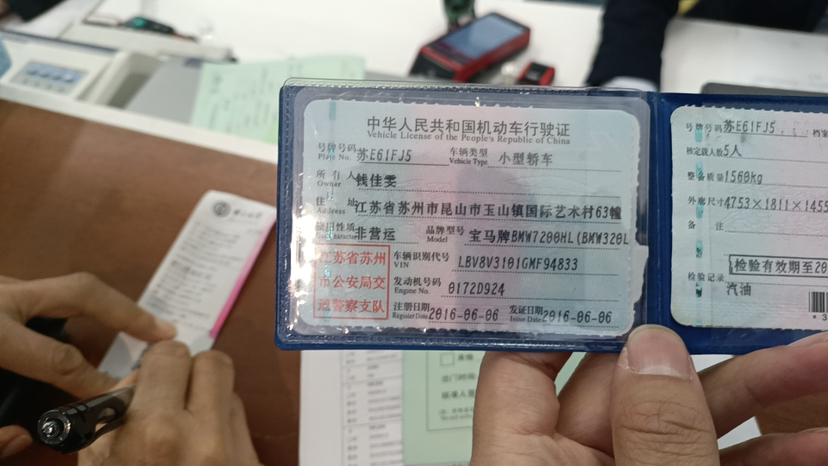 中华人民共和国机动车行驶证
Vehicle License of the People's Republic of China
号牌号码 苏E61FJ5 车辆类型 小型轿车
Plate No. Vehicle Type
所有人 钱佳雯
Owner
住址 江苏省苏州市昆山市玉山镇国际艺术村63幢
Address
使用性质 非营运 品牌型号 宝马牌BMW7200HL(BMW320L
Use Character Model
江苏省苏州
市公安局交
通警察支队
车辆识别代号 LBV8V3101GMF94833
VIN
发动机号码 0172D924
Engine No.
注册日期 2016-06-06 发证日期 2016-06-06
Register Date Issue Date
号牌号码 苏E61FJ5 档案
核定载人数 5人
整备质量 1560kg
外廓尺寸 4753×1811×1455
备注
检验有效期至20
检验记录
汽油